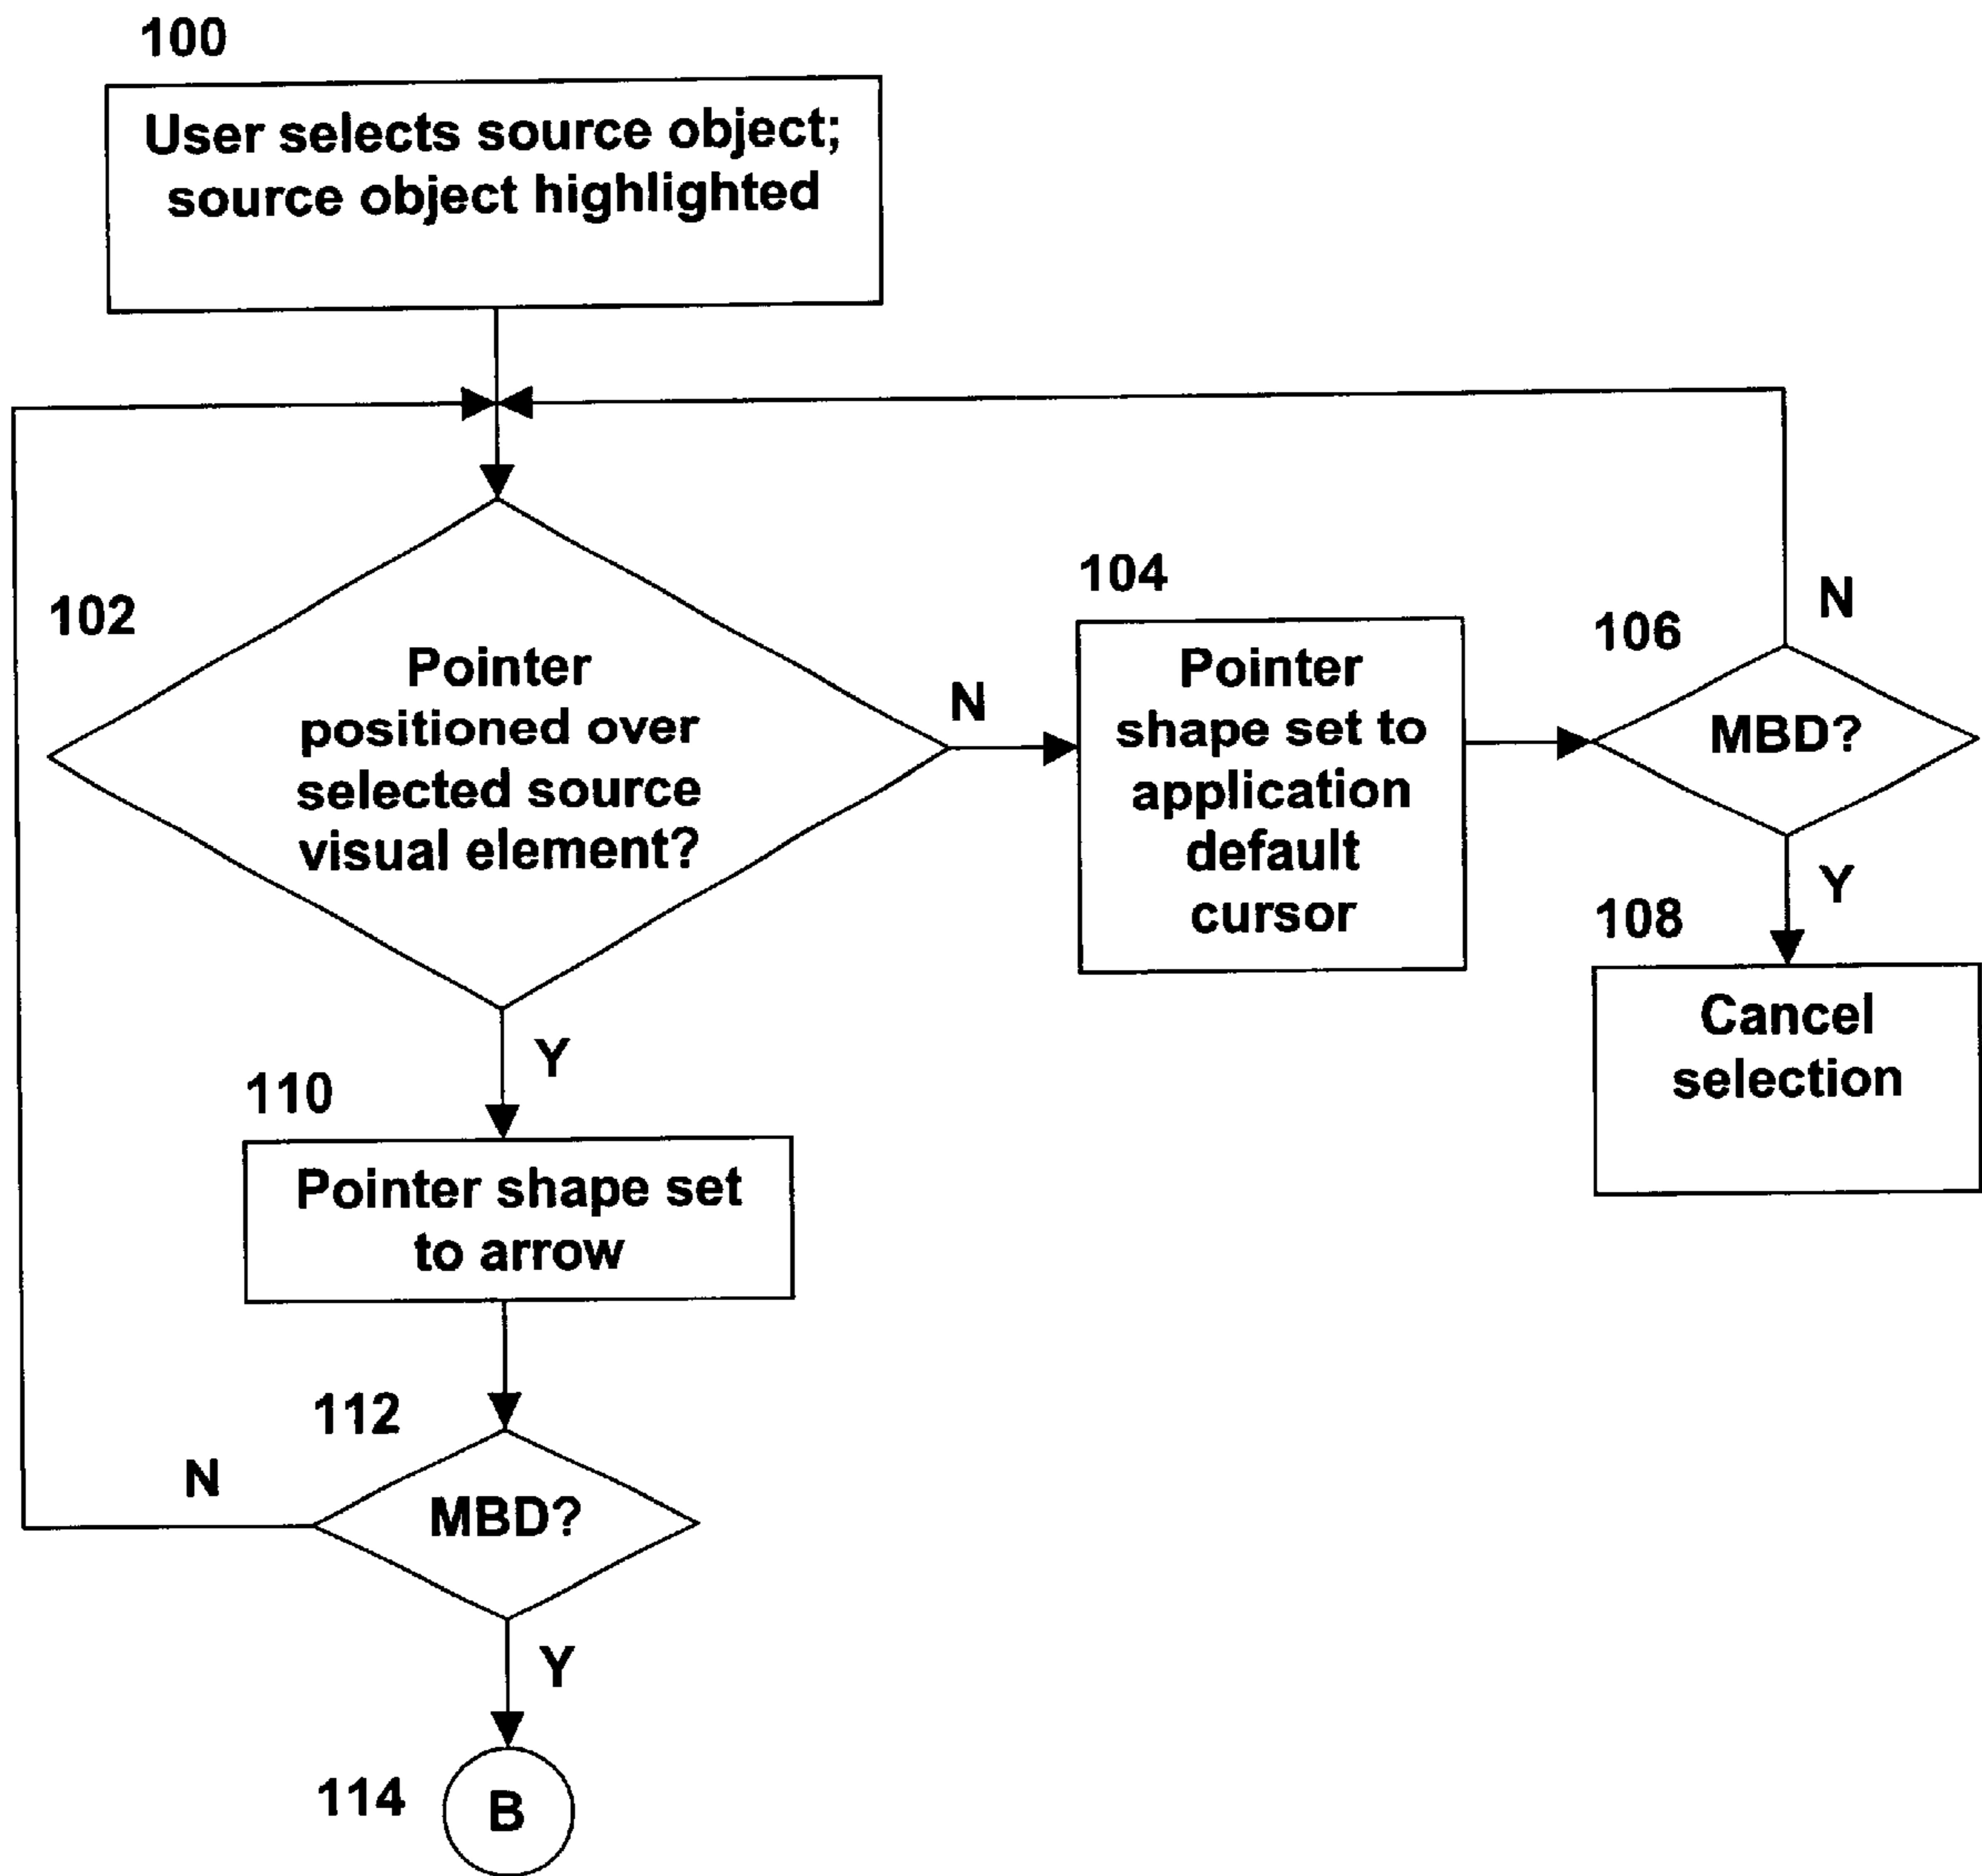 100
User selects source object;
source object highlighted
102
Pointer
positioned over
selected source
visual element?
N
104
Pointer
shape set to
application
default
cursor
106
MBD?
N
Y
108
Cancel
selection
Y
110
Pointer shape set
to arrow
112
MBD?
N
Y
114
B